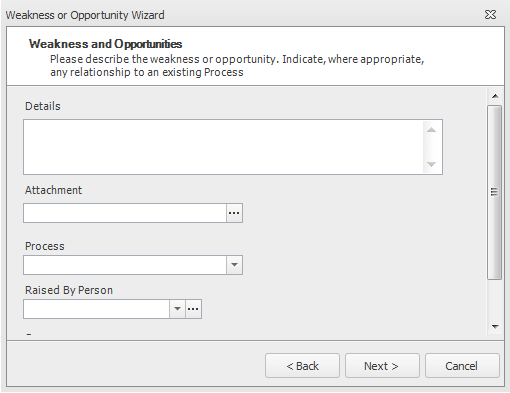 Weakness or Opportunity Wizard
Weakness and Opportunities
Please describe the weakness or opportunity. Indicate, where appropriate,
any relationship to an existing Process
Details
Attachment
...
Process
Raised By Person
...
< Back Next > Cancel